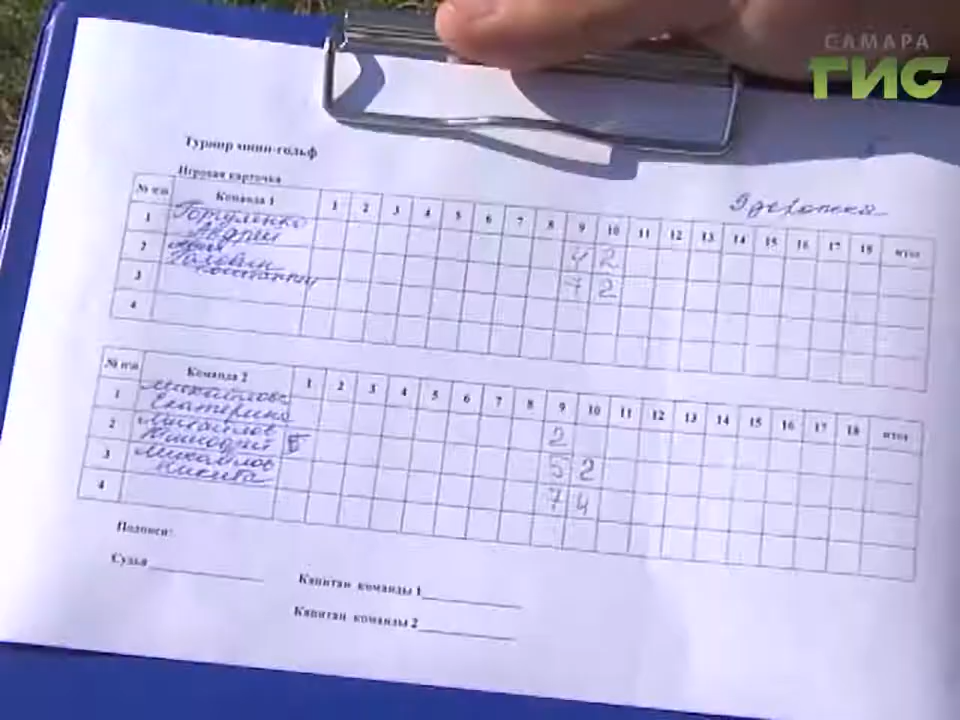 САМАРА
ГИС
Турнир мини-гольф
Игровая карточка
№ п/п Команда 1 1 2 3 4 5 6 7 8 9 10 11 12 13 14 15 16 17 18 итог
1 Андрей 4 2
2 7 2
3
4
№ п/п Команда 2 1 2 3 4 5 6 7 8 9 10 11 12 13 14 15 16 17 18 итог
1 Михайлова Екатерина 2
2 Михайлов 5 2
3 Михайлов Никита 7 4
4
Подписи:
Судья
Капитан команды 1
Капитан команды 2